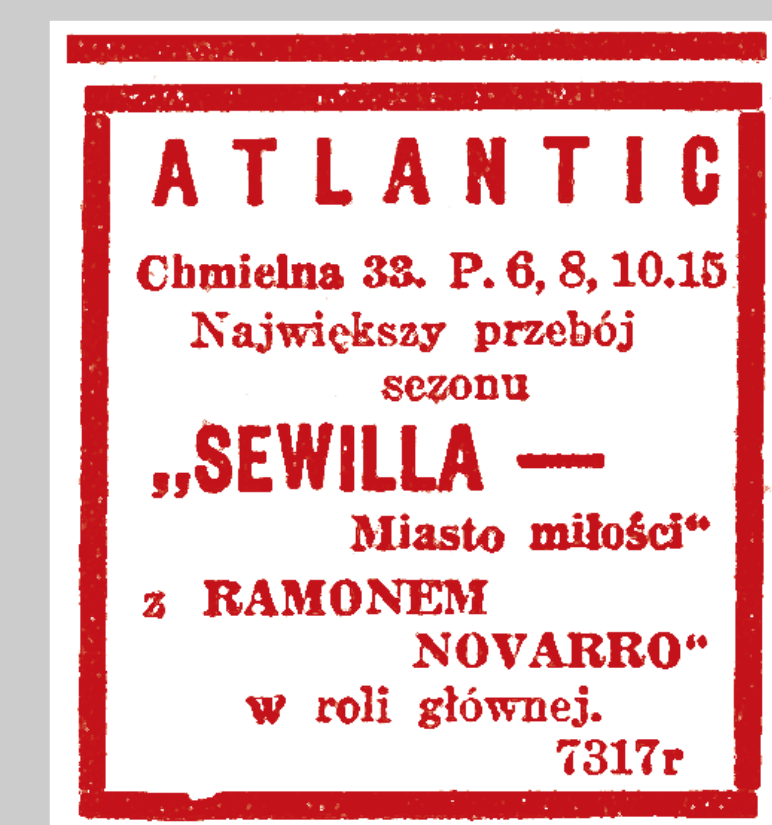 ATLANTIC
Chmielna 33. P. 6, 8, 10.15
Największy przebój
sezonu
„SEWILLA —
Miasto miłości“
z RAMONEM
NOVARRO“
w roli głównej.
7317r